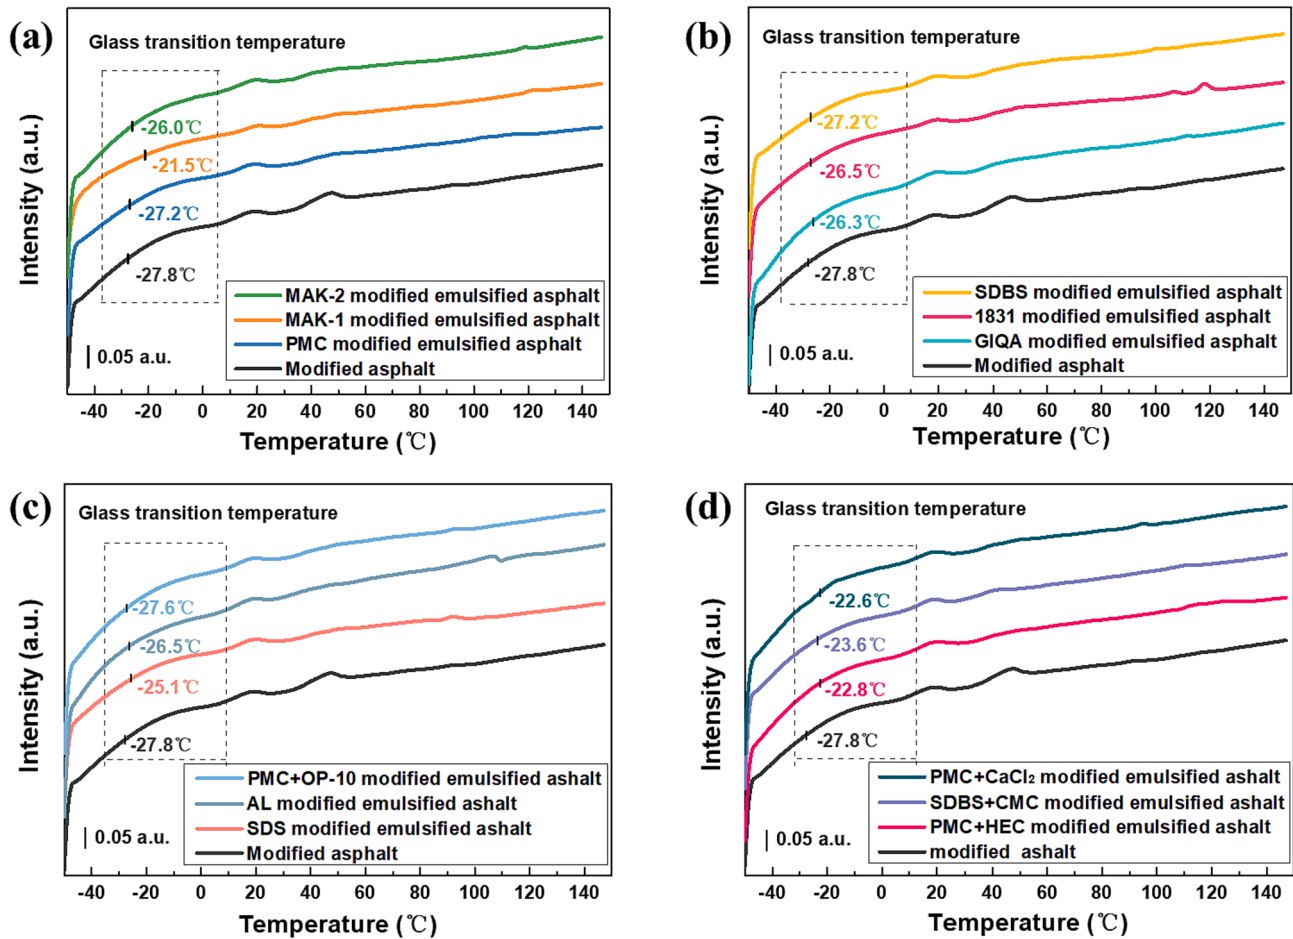 (a)
Glass transition temperature
-26.0℃
-21.5℃
-27.2℃
-27.8℃
MAK-2 modified emulsified asphalt
MAK-1 modified emulsified asphalt
PMC modified emulsified asphalt
Modified asphalt
0.05 a.u.
Intensity (a.u.)
-40 -20 0 20 40 60 80 100 120 140
Temperature (℃)
(b)
Glass transition temperature
-27.2℃
-26.5℃
-26.3℃
-27.8℃
SDBS modified emulsified asphalt
1831 modified emulsified asphalt
GIQA modified emulsified asphalt
Modified asphalt
0.05 a.u.
Intensity (a.u.)
-40 -20 0 20 40 60 80 100 120 140
Temperature (℃)
(c)
Glass transition temperature
-27.6℃
-26.5℃
-25.1℃
-27.8℃
PMC+OP-10 modified emulsified ashalt
AL modified emulsified ashalt
SDS modified emulsified ashalt
Modified asphalt
0.05 a.u.
Intensity (a.u.)
-40 -20 0 20 40 60 80 100 120 140
Temperature (℃)
(d)
Glass transition temperature
-22.6℃
-23.6℃
-22.8℃
-27.8℃
PMC+CaCl₂ modified emulsified ashalt
SDBS+CMC modified emulsified ashalt
PMC+HEC modified emulsified ashalt
modified ashalt
0.05 a.u.
Intensity (a.u.)
-40 -20 0 20 40 60 80 100 120 140
Temperature (℃)